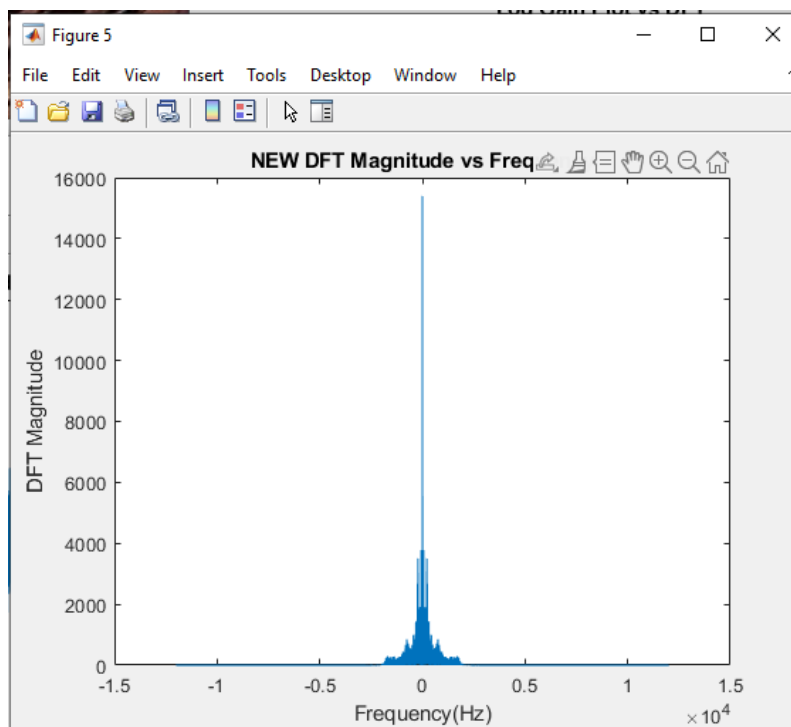 Figure 5
File Edit View Insert Tools Desktop Window Help
NEW DFT Magnitude vs Freq
16000
14000
12000
10000
8000
6000
4000
2000
0
DFT Magnitude
-1.5 -1 -0.5 0 0.5 1 1.5
Frequency(Hz)
×10⁴